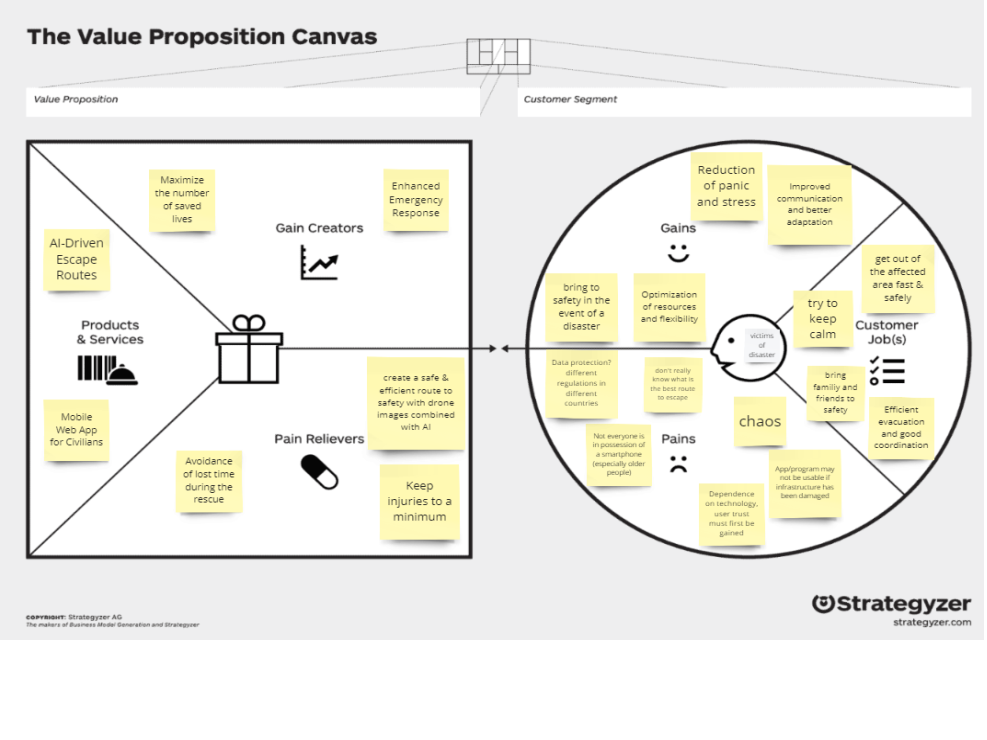 The Value Proposition Canvas
Value Proposition
Customer Segment
Maximize
the number
of saved
lives
Enhanced
Emergency
Response
Gain Creators
AI-Driven
Escape
Routes
Products
& Services
Mobile
Web App
for Civilians
create a safe &
efficient route to
safety with drone
images combined
with AI
Pain Relievers
Avoidance
of lost time
during the
rescue
Keep
injuries to a
minimum
Reduction
of panic
and stress
Improved
communication
and better
adaptation
Gains
bring to
safety in the
event of a
disaster
Optimization
of resources
and flexibility
get out of
the affected
area fast &
safely
try to
keep
calm
Customer
Job(s)
victims
of
disaster
bring
familiy and
friends to
safety
Efficient
evacuation
and good
coordination
Data protection?
different
regulations in
different
countries
don't really
know what is
the best route
to escape
chaos
Not everyone is
in possession of
a smartphone
(especially older
people)
Pains
App/program may
not be usable if
infrastructure has
been damaged
Dependence
on technology,
user trust
must first be
gained
COPYRIGHT: Strategyzer AG
The makers of Business Model Generation and Strategyzer
Strategyzer
strategyzer.com